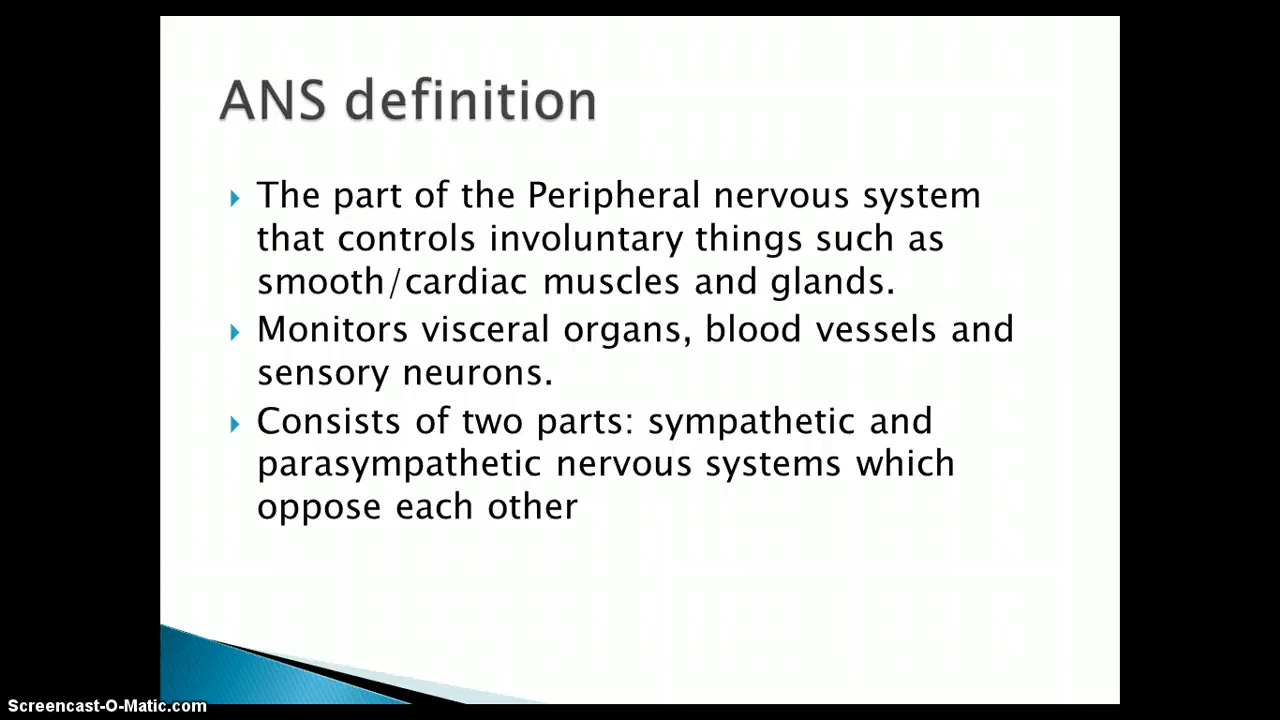 ANS definition
The part of the Peripheral nervous system
that controls involuntary things such as
smooth/cardiac muscles and glands.
Monitors visceral organs, blood vessels and
sensory neurons.
Consists of two parts: sympathetic and
parasympathetic nervous systems which
oppose each other
Screencast-O-Matic.com